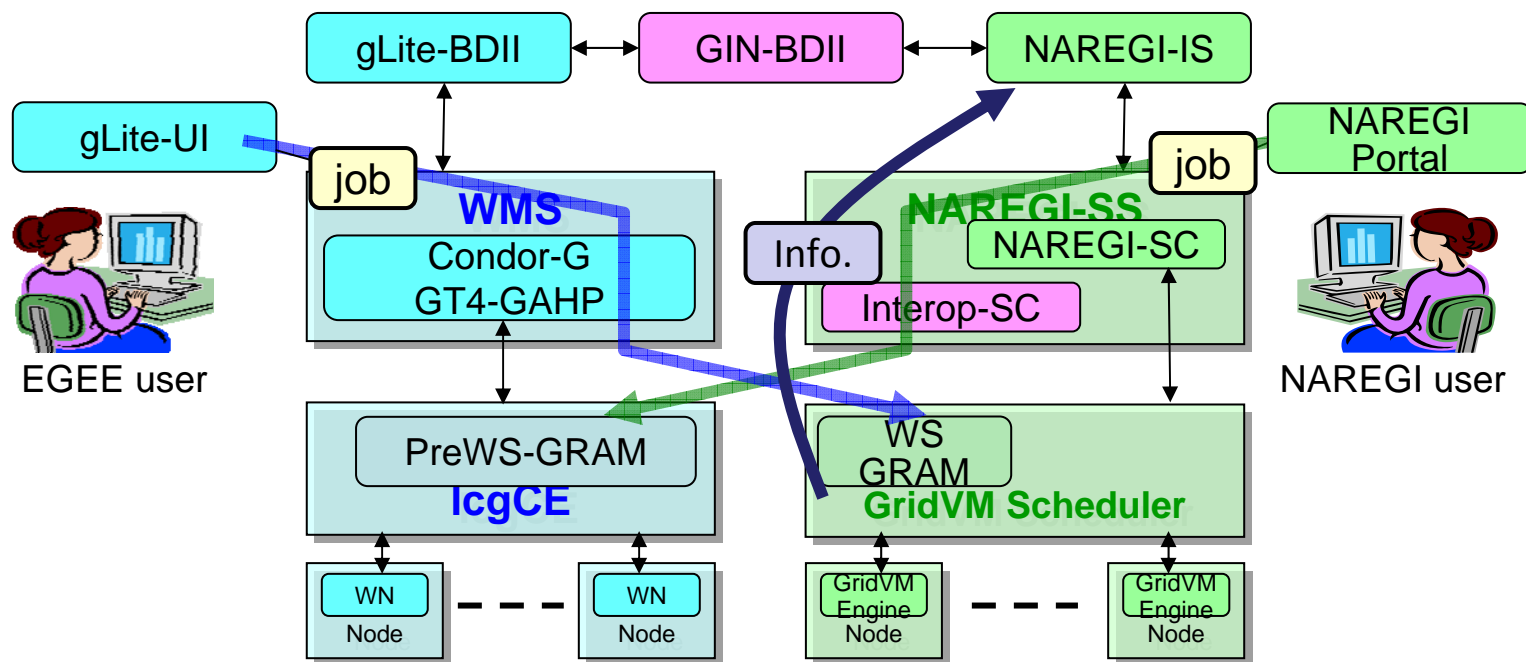 gLite-BDII
GIN-BDII
NAREGI-IS
gLite-UI
NAREGI
Portal
job
job
WMS
NAREGI-SS
Condor-G
GT4-GAHP
Info.
NAREGI-SC
Interop-SC
EGEE user
NAREGI user
PreWS-GRAM
lcgCE
WS
GRAM
GridVM Scheduler
WN
Node
WN
Node
GridVM
Engine
Node
GridVM
Engine
Node